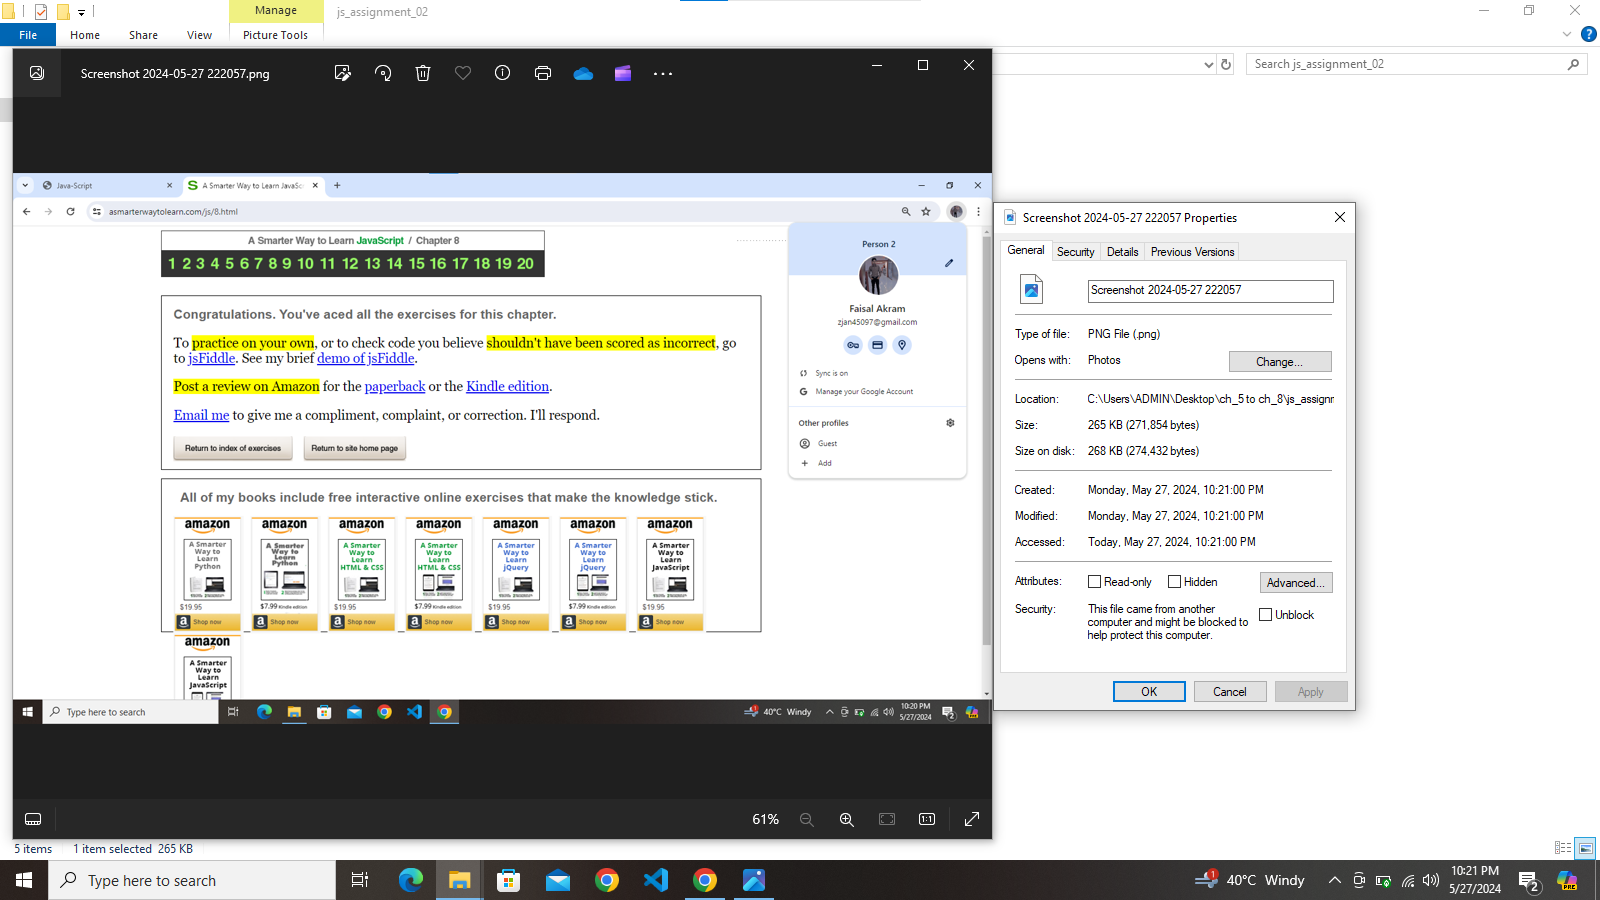 Manage
js_assignment_02
File
Home
Share
View
Picture Tools
Search js_assignment_02
Screenshot 2024-05-27 222057.png
Java-Script
A Smarter Way to Learn JavaSc
asmarterwaytolearn.com/js/8.html
A Smarter Way to Learn JavaScript / Chapter 8
1 2 3 4 5 6 7 8 9 10 11 12 13 14 15 16 17 18 19 20
Congratulations. You've aced all the exercises for this chapter.
To practice on your own, or to check code you believe shouldn't have been scored as incorrect, go
to jsFiddle. See my brief demo of jsFiddle.
Post a review on Amazon for the paperback or the Kindle edition.
Email me to give me a compliment, complaint, or correction. I'll respond.
Return to index of exercises
Return to site home page
Person 2
Faisal Akram
zjan45097@gmail.com
Sync is on
Manage your Google Account
Other profiles
Guest
Add
All of my books include free interactive online exercises that make the knowledge stick.
amazon amazon amazon amazon amazon amazon amazon
A Smarter Way to Learn Python
A Smarter Way to Learn Python
A Smarter Way to Learn HTML & CSS
A Smarter Way to Learn HTML & CSS
A Smarter Way to Learn jQuery
A Smarter Way to Learn jQuery
A Smarter Way to Learn JavaScript
$19.95 $7.99 Kindle edition $19.95 $7.99 Kindle edition $19.95 $7.99 Kindle edition $19.95
Shop now Shop now Shop now Shop now Shop now Shop now Shop now
amazon
A Smarter Way to Learn JavaScript
Type here to search
40°C Windy
10:20 PM
5/27/2024
2
61%
1:1
Screenshot 2024-05-27 222057 Properties
General
Security
Details
Previous Versions
Screenshot 2024-05-27 222057
Type of file: PNG File (.png)
Opens with: Photos
Change...
Location: C:\Users\ADMIN\Desktop\ch_5 to ch_8\js_assignr
Size: 265 KB (271,854 bytes)
Size on disk: 268 KB (274,432 bytes)
Created: Monday, May 27, 2024, 10:21:00 PM
Modified: Monday, May 27, 2024, 10:21:00 PM
Accessed: Today, May 27, 2024, 10:21:00 PM
Attributes: Read-only Hidden
Advanced...
Security: This file came from another
computer and might be blocked to
help protect this computer.
Unblock
OK
Cancel
Apply
5 items
1 item selected 265 KB
Type here to search
1
40°C Windy
10:21 PM
5/27/2024
2
PRE